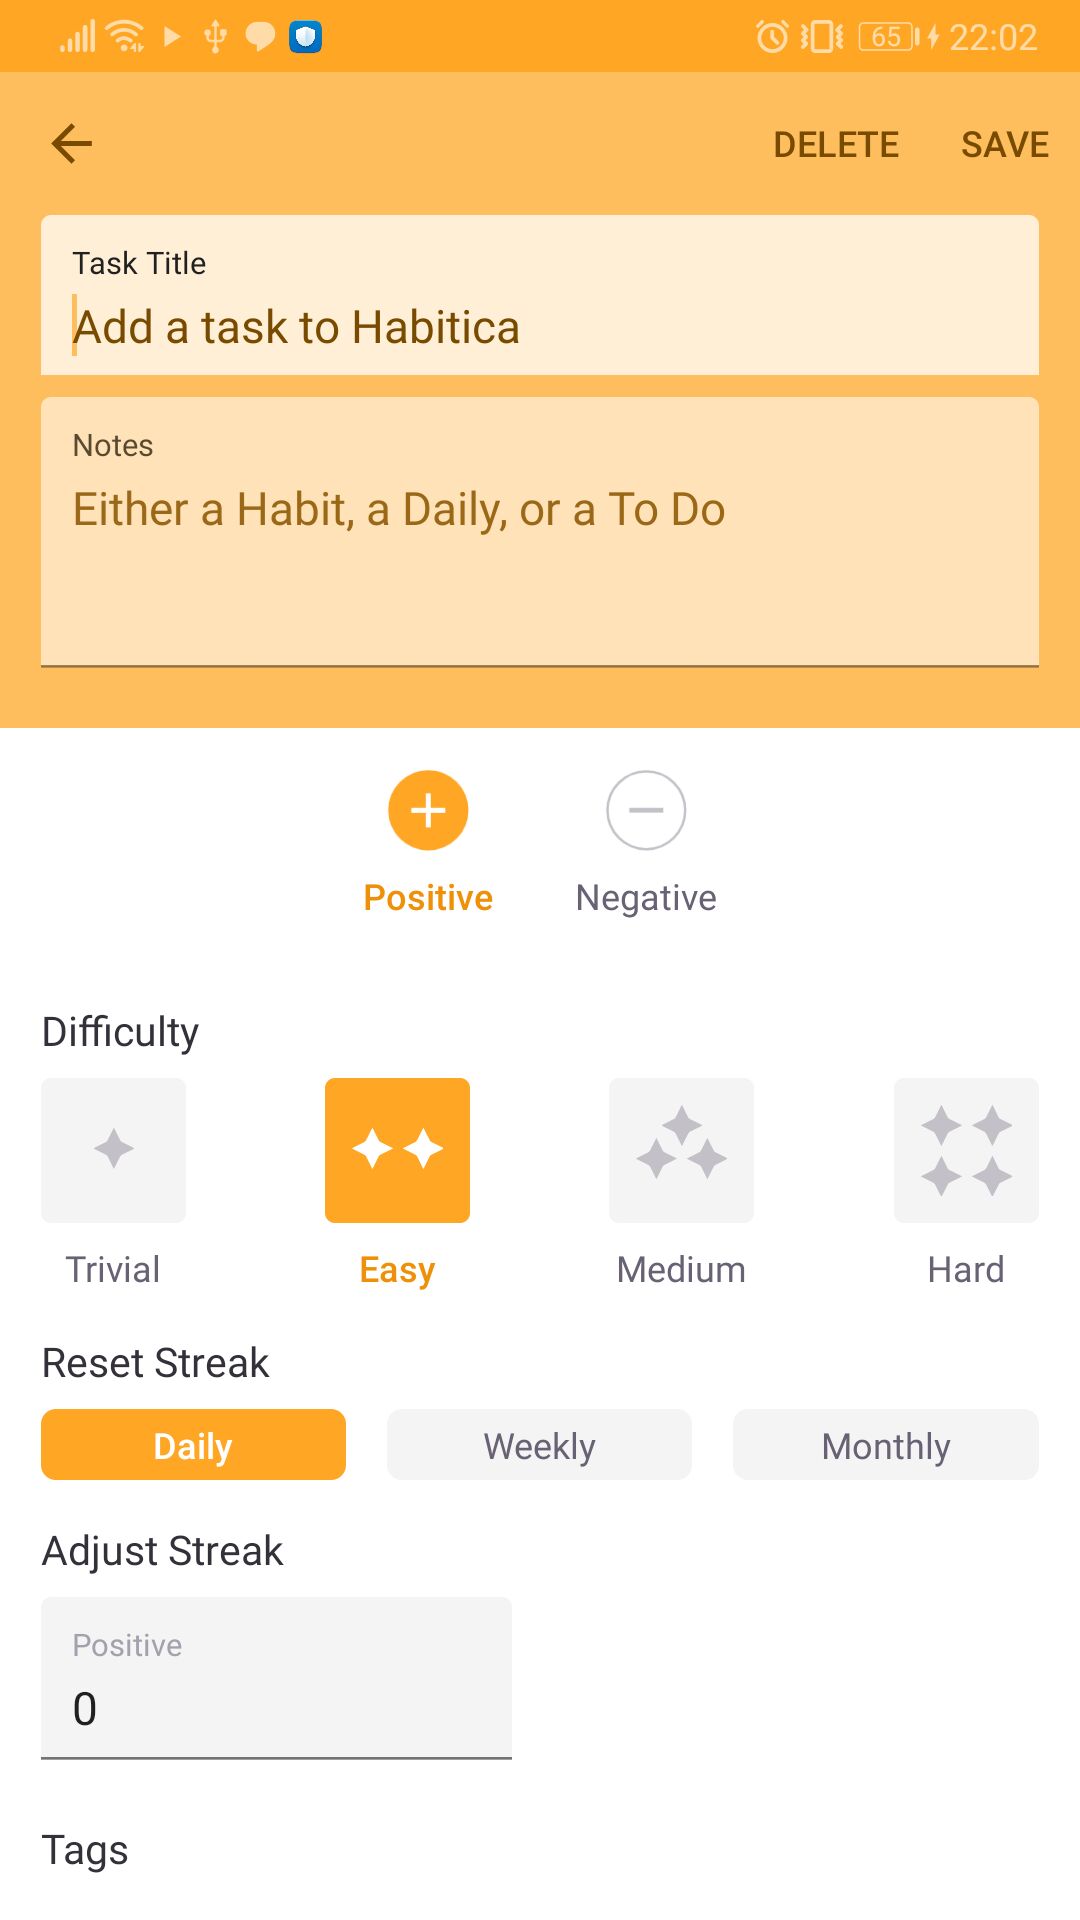 65 22:02
DELETE SAVE
Task Title
Add a task to Habitica
Notes
Either a Habit, a Daily, or a To Do
Positive Negative
Difficulty
Trivial Easy Medium Hard
Reset Streak
Daily Weekly Monthly
Adjust Streak
Positive
0
Tags